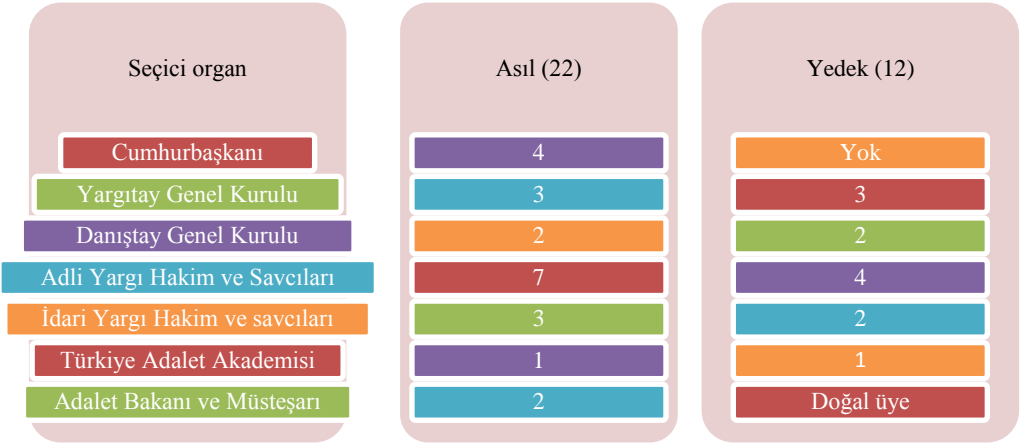 Seçici organ
Asıl (22)
Yedek (12)
Cumhurbaşkanı
4
Yok
Yargıtay Genel Kurulu
3
3
Danıştay Genel Kurulu
2
2
Adli Yargı Hakim ve Savcıları
7
4
İdari Yargı Hakim ve savcıları
3
2
Türkiye Adalet Akademisi
1
1
Adalet Bakanı ve Müsteşarı
2
Doğal üye